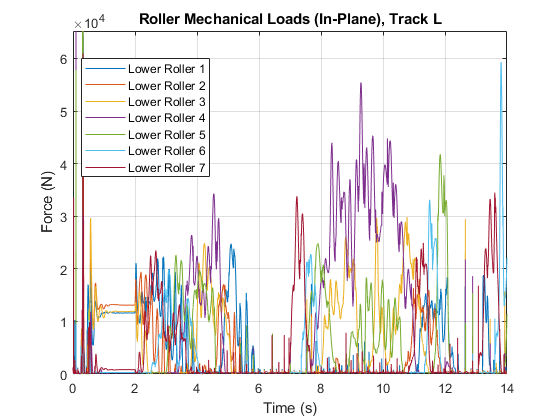 Roller Mechanical Loads (In-Plane), Track L
×10⁴
6
5
4
3
2
1
0
Force (N)
Lower Roller 1
Lower Roller 2
Lower Roller 3
Lower Roller 4
Lower Roller 5
Lower Roller 6
Lower Roller 7
0 2 4 6 8 10 12 14
Time (s)